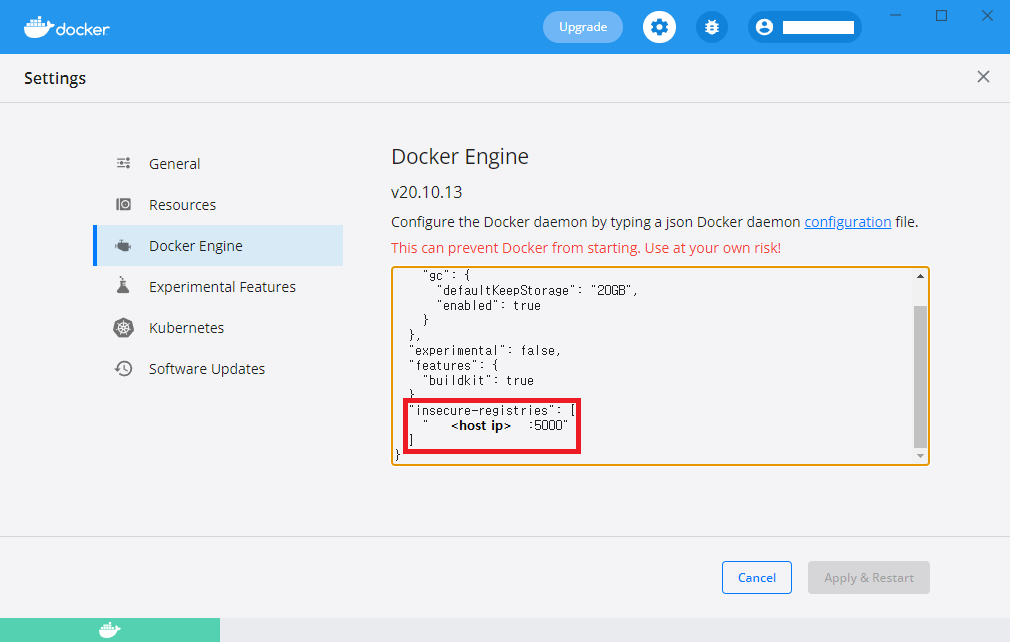 docker
Upgrade
Settings
General
Resources
Docker Engine
Experimental Features
Kubernetes
Software Updates
Docker Engine
v20.10.13
Configure the Docker daemon by typing a json Docker daemon configuration file.
This can prevent Docker from starting. Use at your own risk!
"gc": {
"defaultKeepStorage": "20GB",
"enabled": true
}
},
"experimental": false,
"features": {
"buildkit": true
}
"insecure-registries": [
" <host ip> :5000"
]
}
Cancel
Apply & Restart